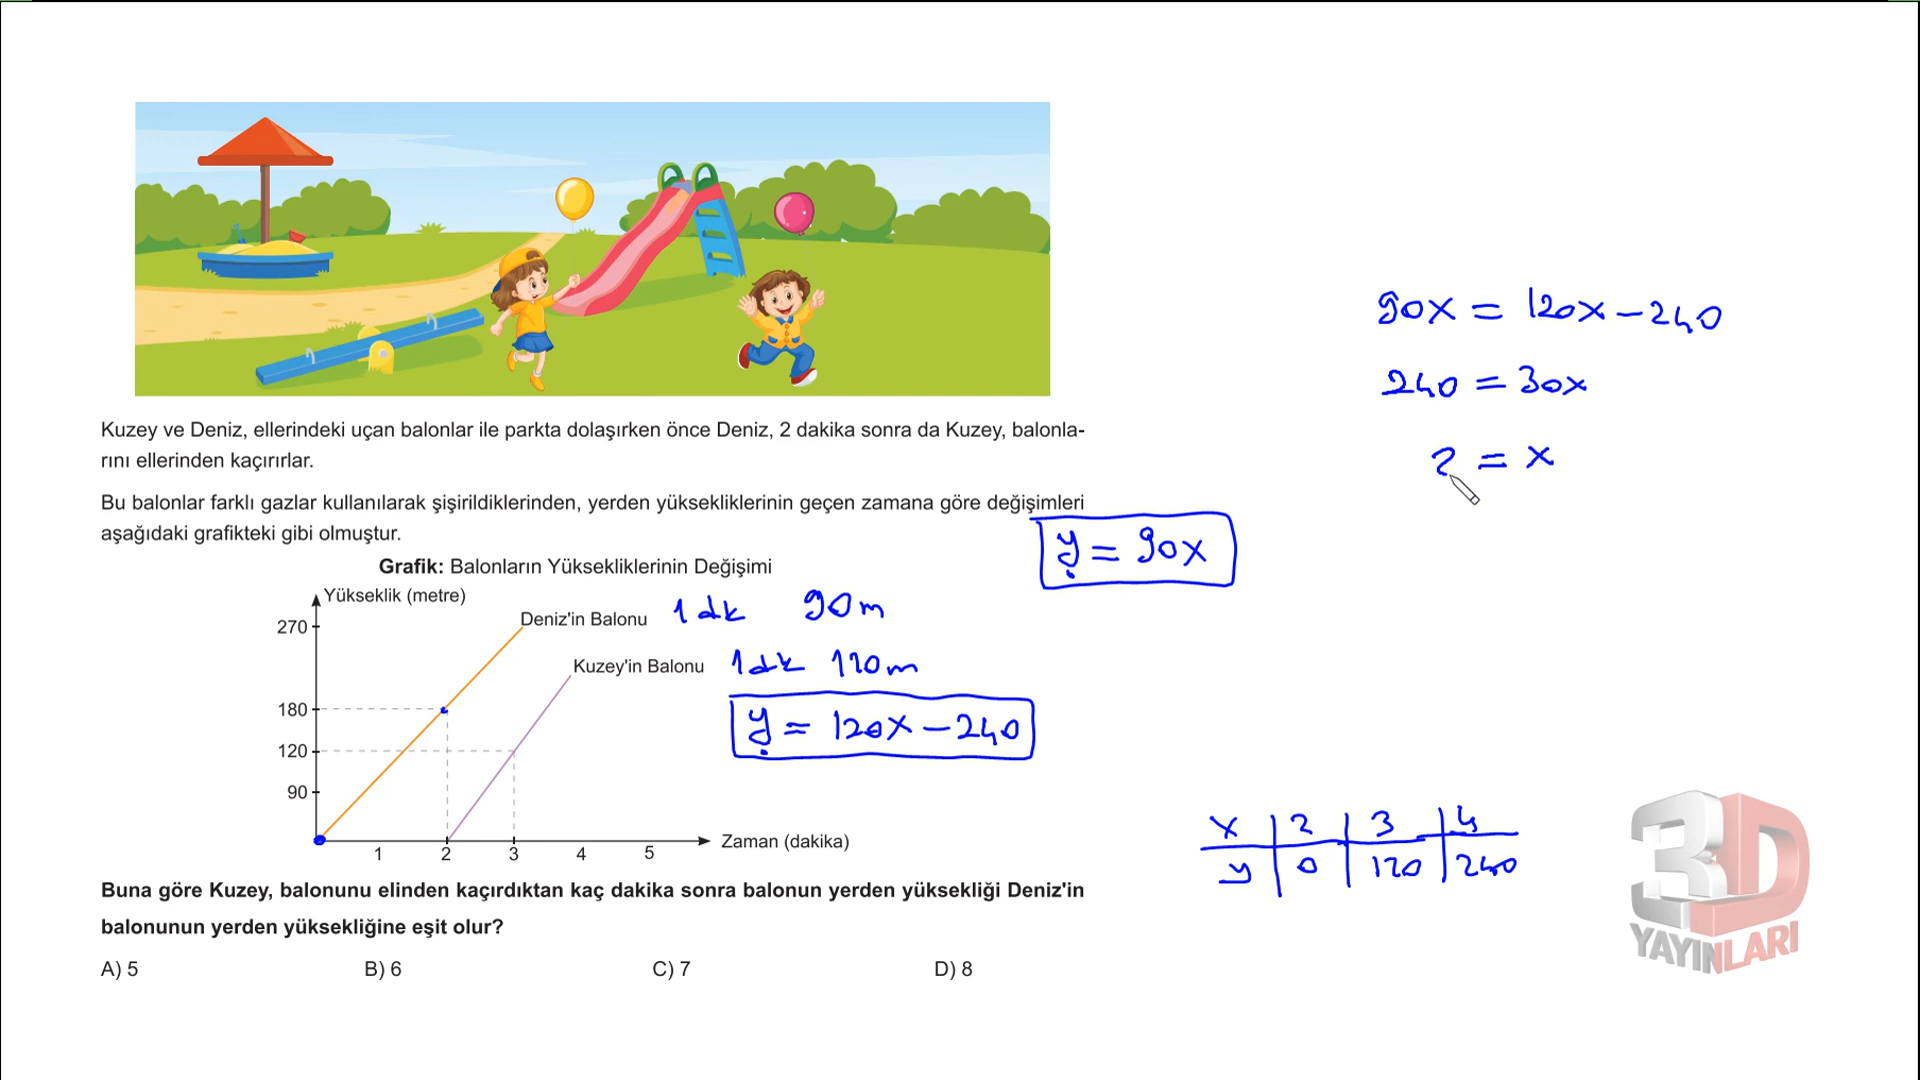 90x = 120x - 240
240 = 30x
= x
Kuzey ve Deniz, ellerindeki uçan balonlar ile parkta dolaşırken önce Deniz, 2 dakika sonra da Kuzey, balonla-
rını ellerinden kaçırırlar.
Bu balonlar farklı gazlar kullanılarak şişirildiklerinden, yerden yüksekliklerinin geçen zamana göre değişimleri
aşağıdaki grafikteki gibi olmuştur.
y = 90x
Grafik: Balonların Yüksekliklerinin Değişimi
Yükseklik (metre)
270
Deniz'in Balonu 1 dk 90m
Kuzey'in Balonu 1 dk 120m
180
y = 120x - 240
120
90
Zaman (dakika)
1 2 3 4 5
x 2 3 4
y 0 120 240
Buna göre Kuzey, balonunu elinden kaçırdıktan kaç dakika sonra balonun yerden yüksekliği Deniz'in
balonunun yerden yüksekliğine eşit olur?
A) 5 B) 6 C) 7 D) 8
3D
YAYINLARI